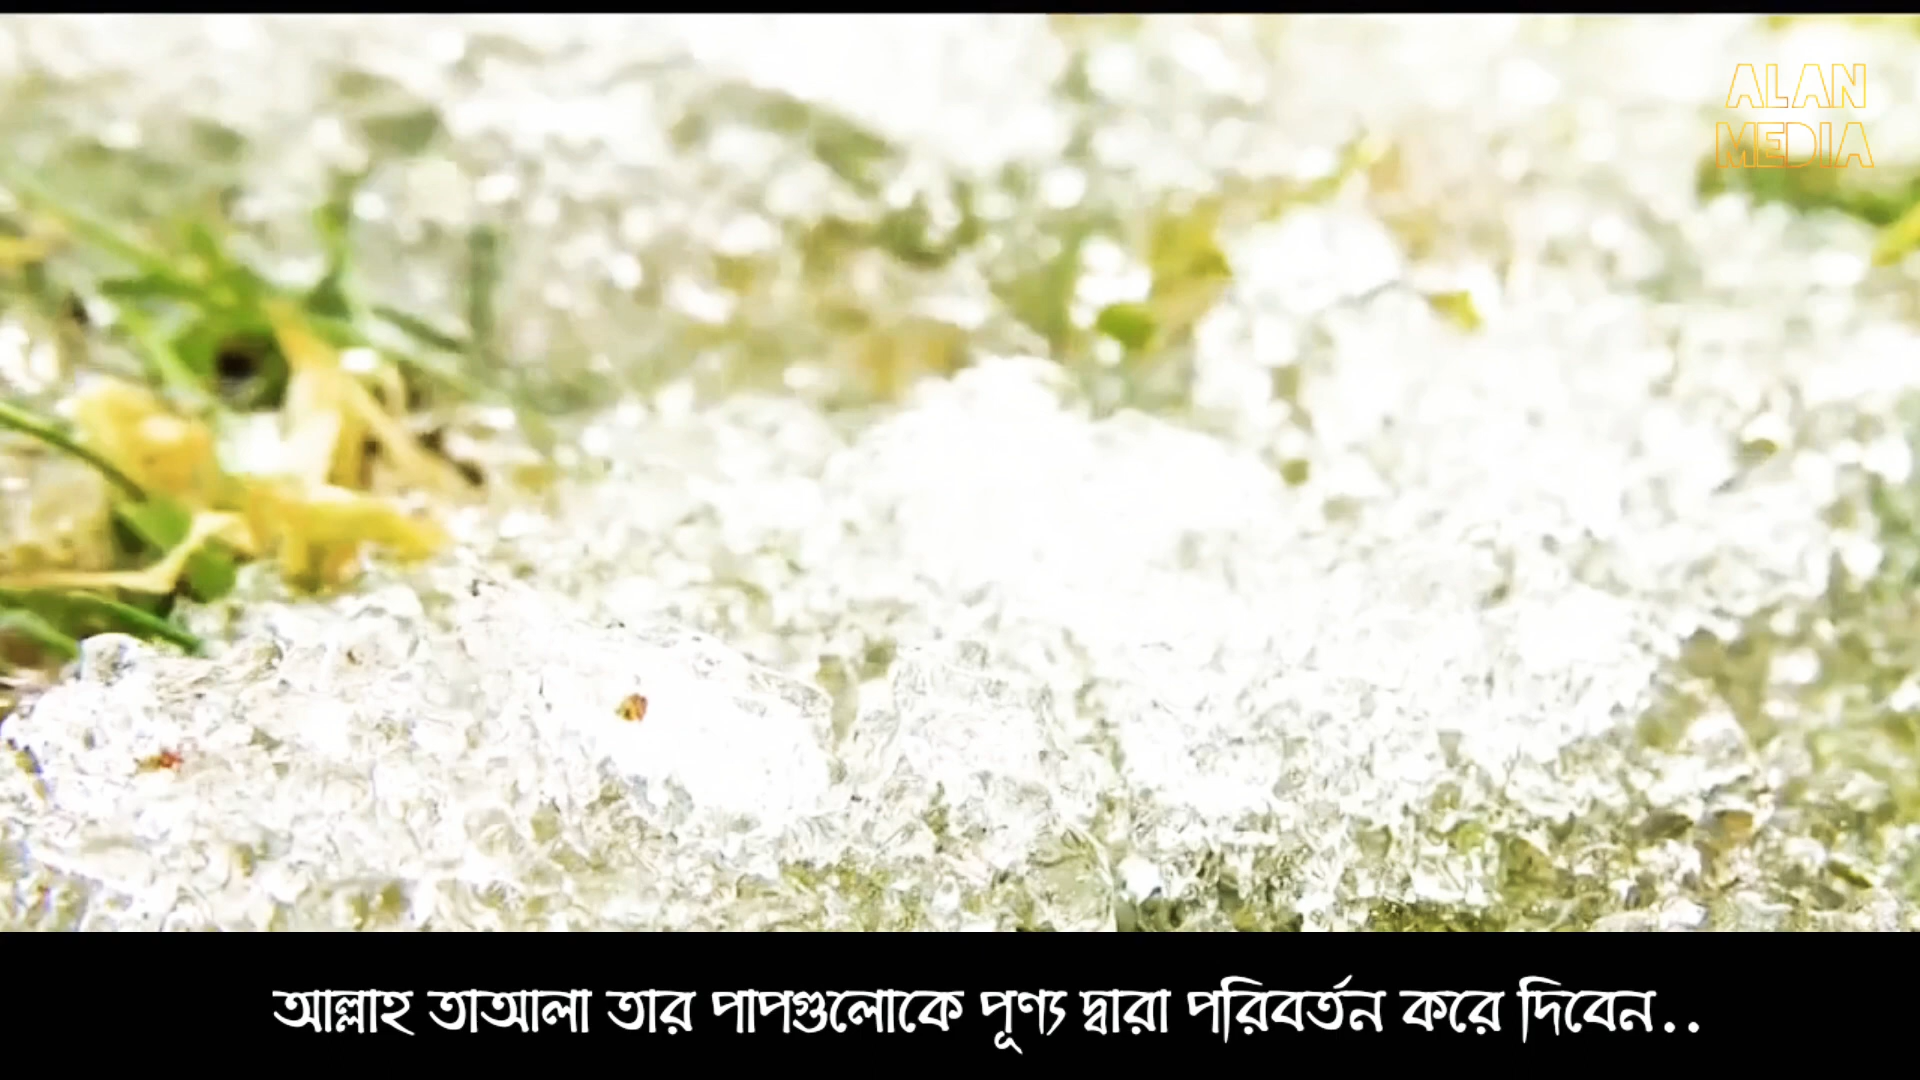 ALAN
MEDIA
আল্লাহ তাআলা তার পাপগুলোকে পূণ্য দ্বারা পরিবর্তন করে দিবেন..